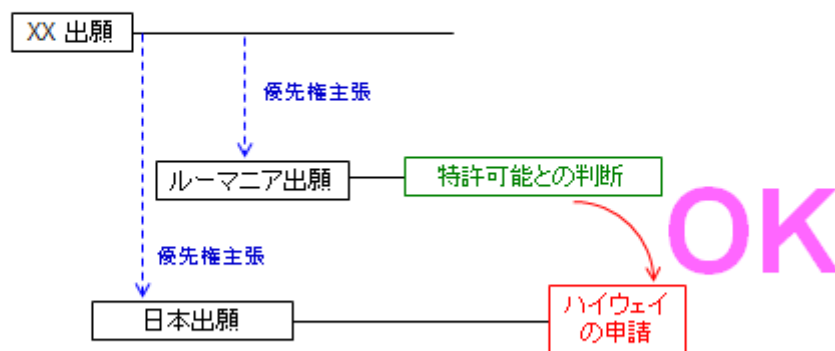 XX 出願
優先権主張
ルーマニア出願
特許可能との判断
OK
優先権主張
日本出願
ハイウェイ
の申請